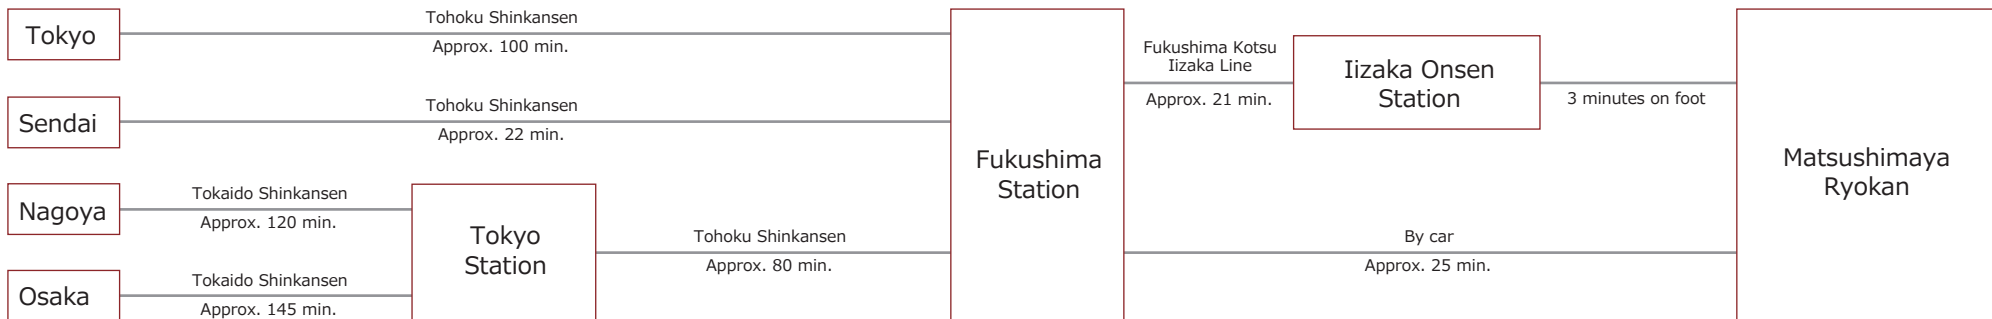 Tokyo
Tohoku Shinkansen
Approx. 100 min.
Sendai
Tohoku Shinkansen
Approx. 22 min.
Nagoya
Tokaido Shinkansen
Approx. 120 min.
Osaka
Tokaido Shinkansen
Approx. 145 min.
Tokyo
Station
Tohoku Shinkansen
Approx. 80 min.
Fukushima
Station
Fukushima Kotsu
Iizaka Line
Approx. 21 min.
Iizaka Onsen
Station
3 minutes on foot
By car
Approx. 25 min.
Matsushimaya
Ryokan